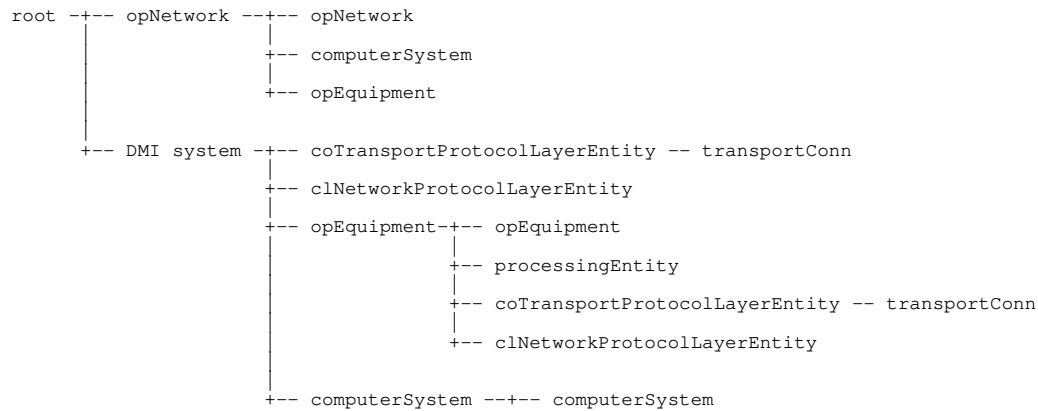 root -+-- opNetwork --+-- opNetwork
+-- computerSystem
+-- opEquipment
+-- DMI system -+-- coTransportProtocolLayerEntity -- transportConn
+-- clNetworkProtocolLayerEntity
+-- opEquipment-+-- opEquipment
+-- processingEntity
+-- coTransportProtocolLayerEntity -- transportConn
+-- clNetworkProtocolLayerEntity
+-- computerSystem --+-- computerSystem